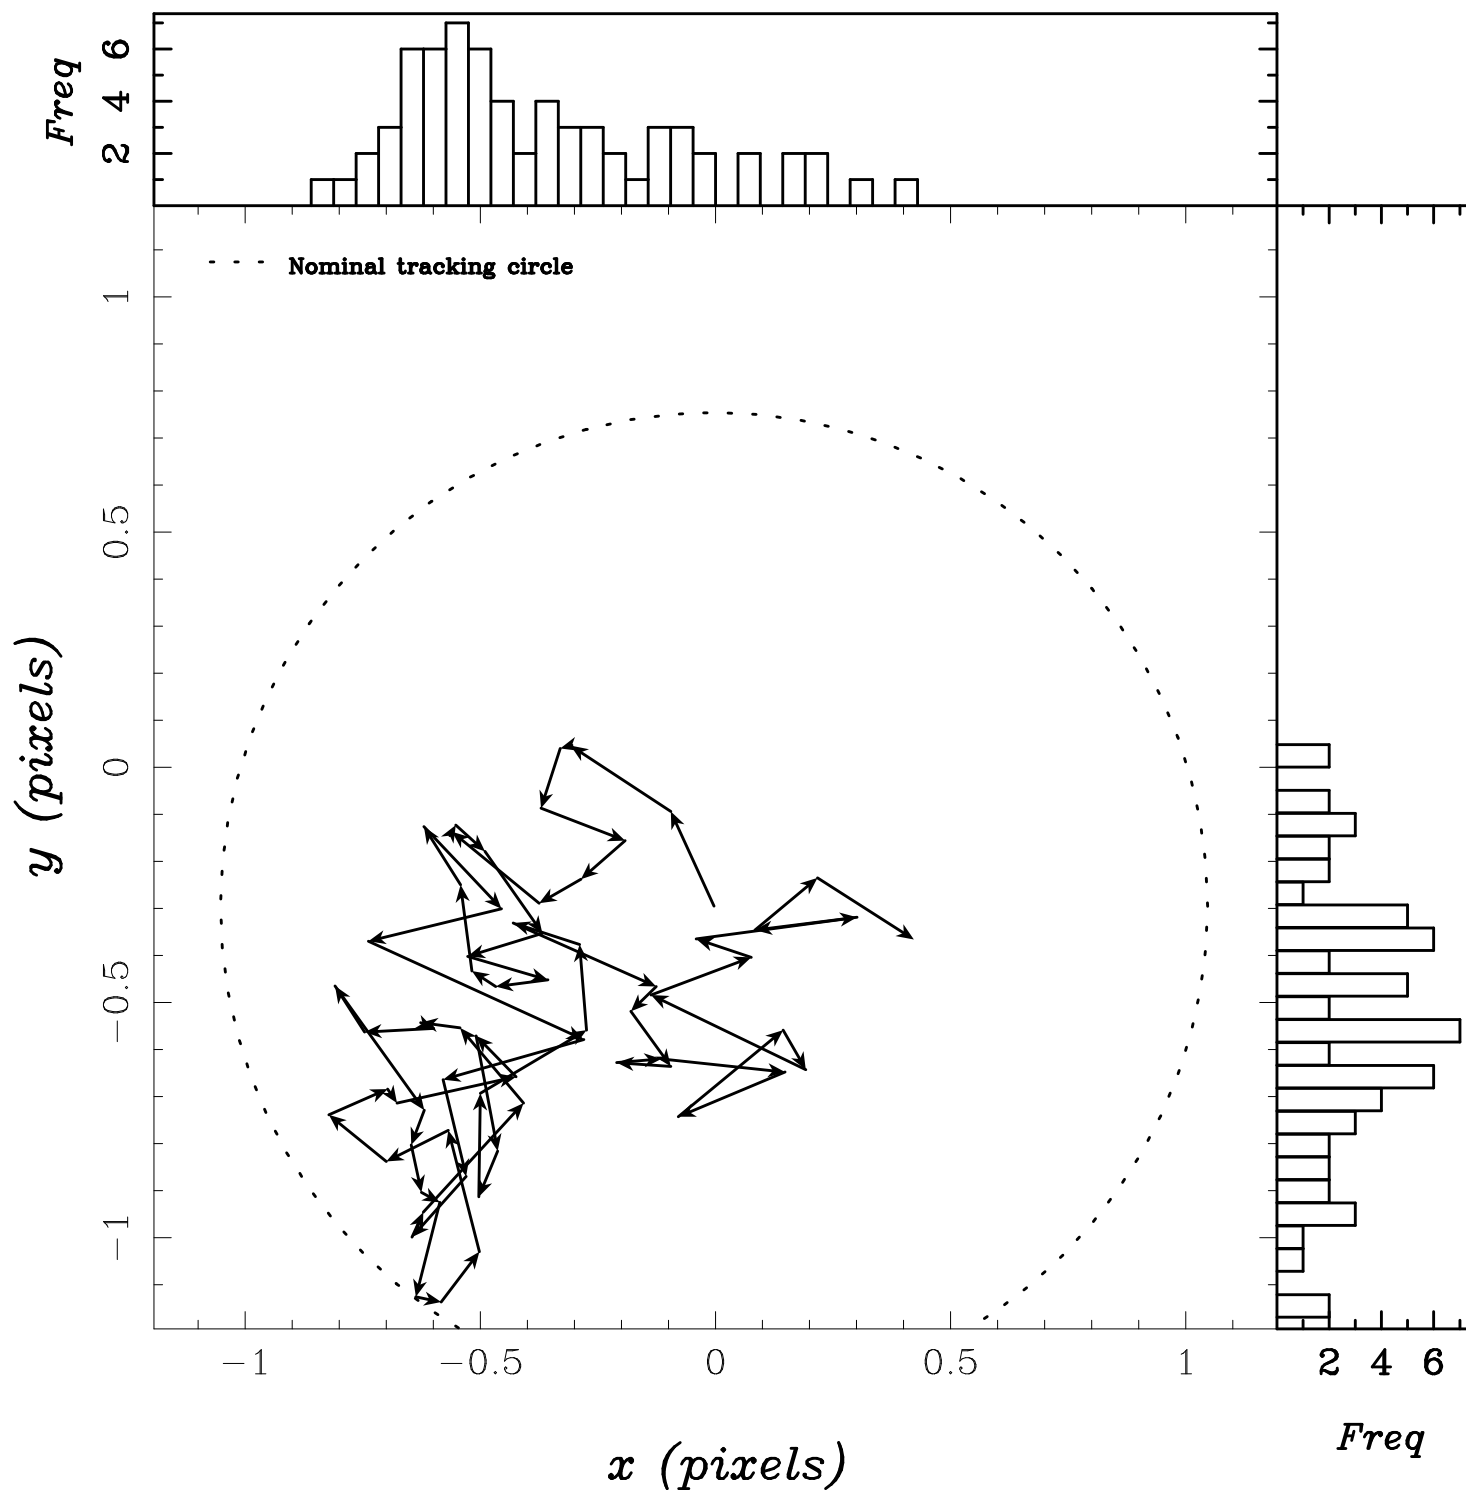 Freq
6
4
2
Nominal tracking circle
y (pixels)
1
0.5
0
−0.5
−1
−1 −0.5 0 0.5 1
x (pixels)
2 4 6
Freq